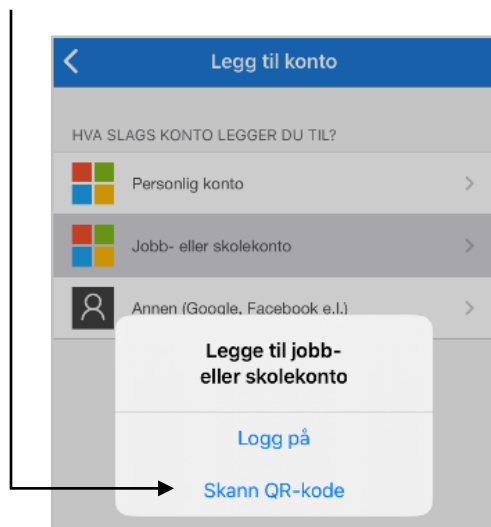 Legg til konto
HVA SLAGS KONTO LEGGER DU TIL?
Personlig konto
Jobb- eller skolekonto
Annen (Google, Facebook e.l.)
Legge til jobb-
eller skolekonto
Logg på
Skann QR-kode